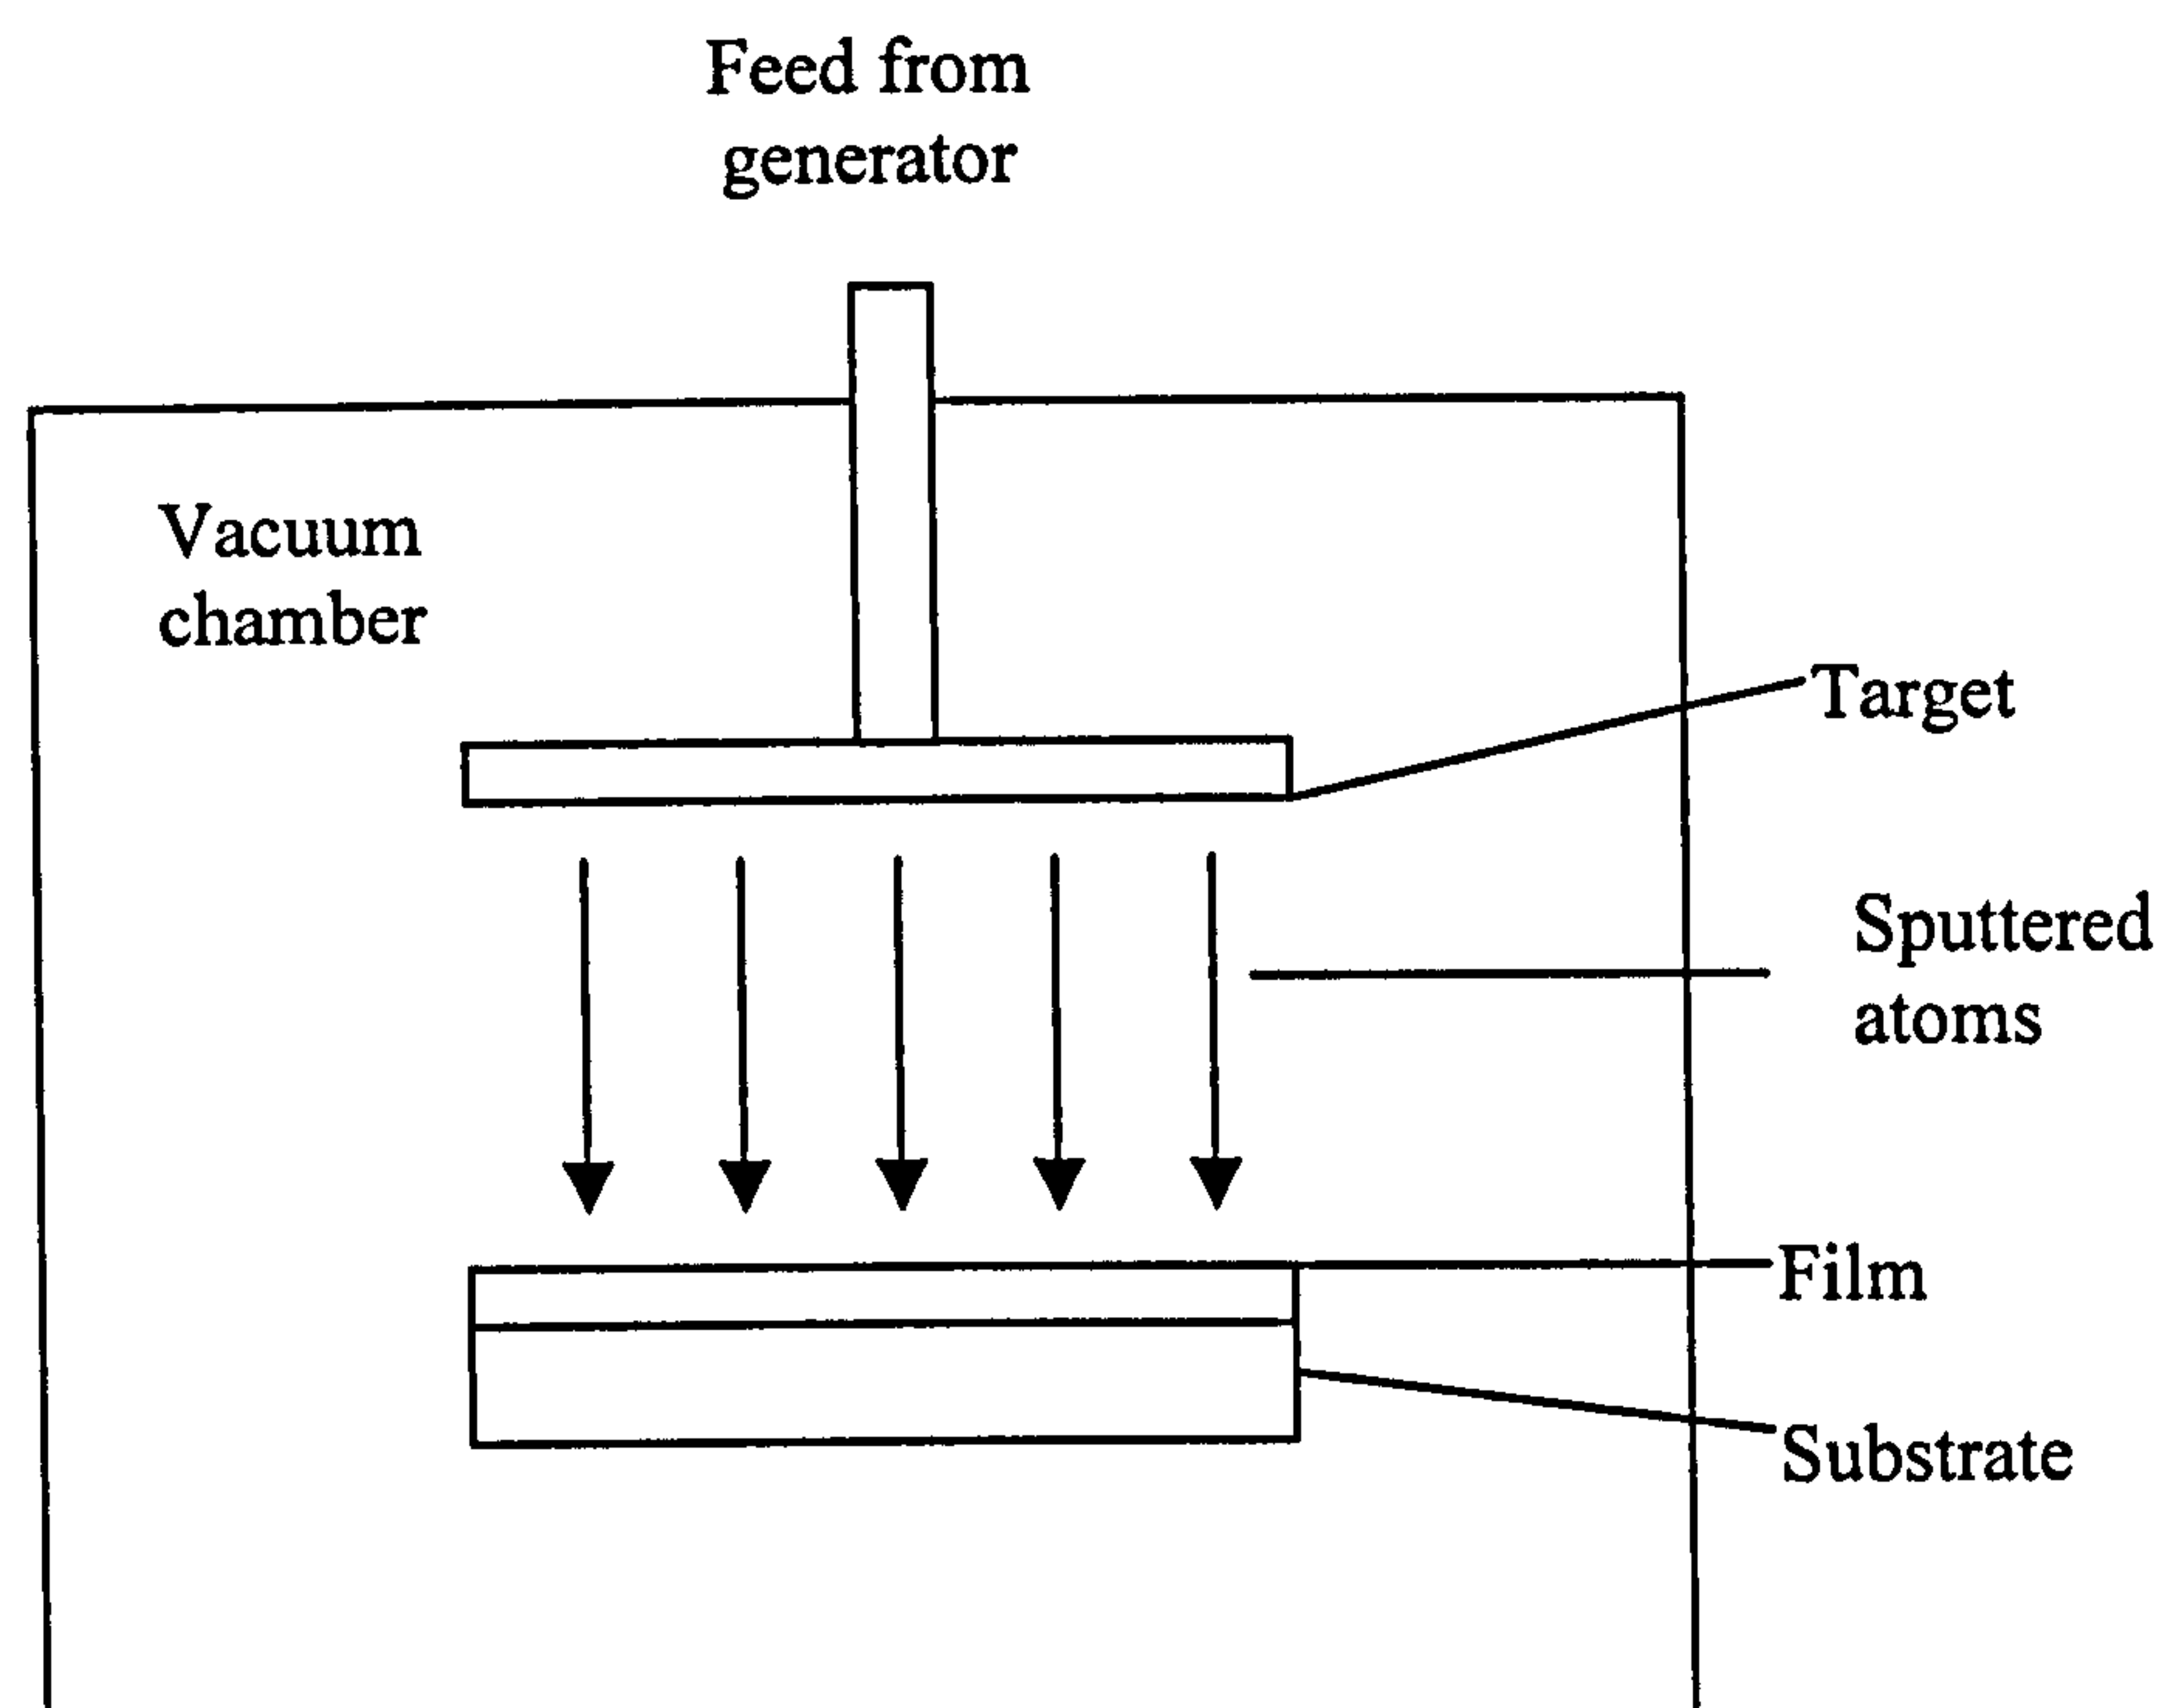 Feed from
generator
Vacuum
chamber
Target
Sputtered
atoms
Film
Substrate